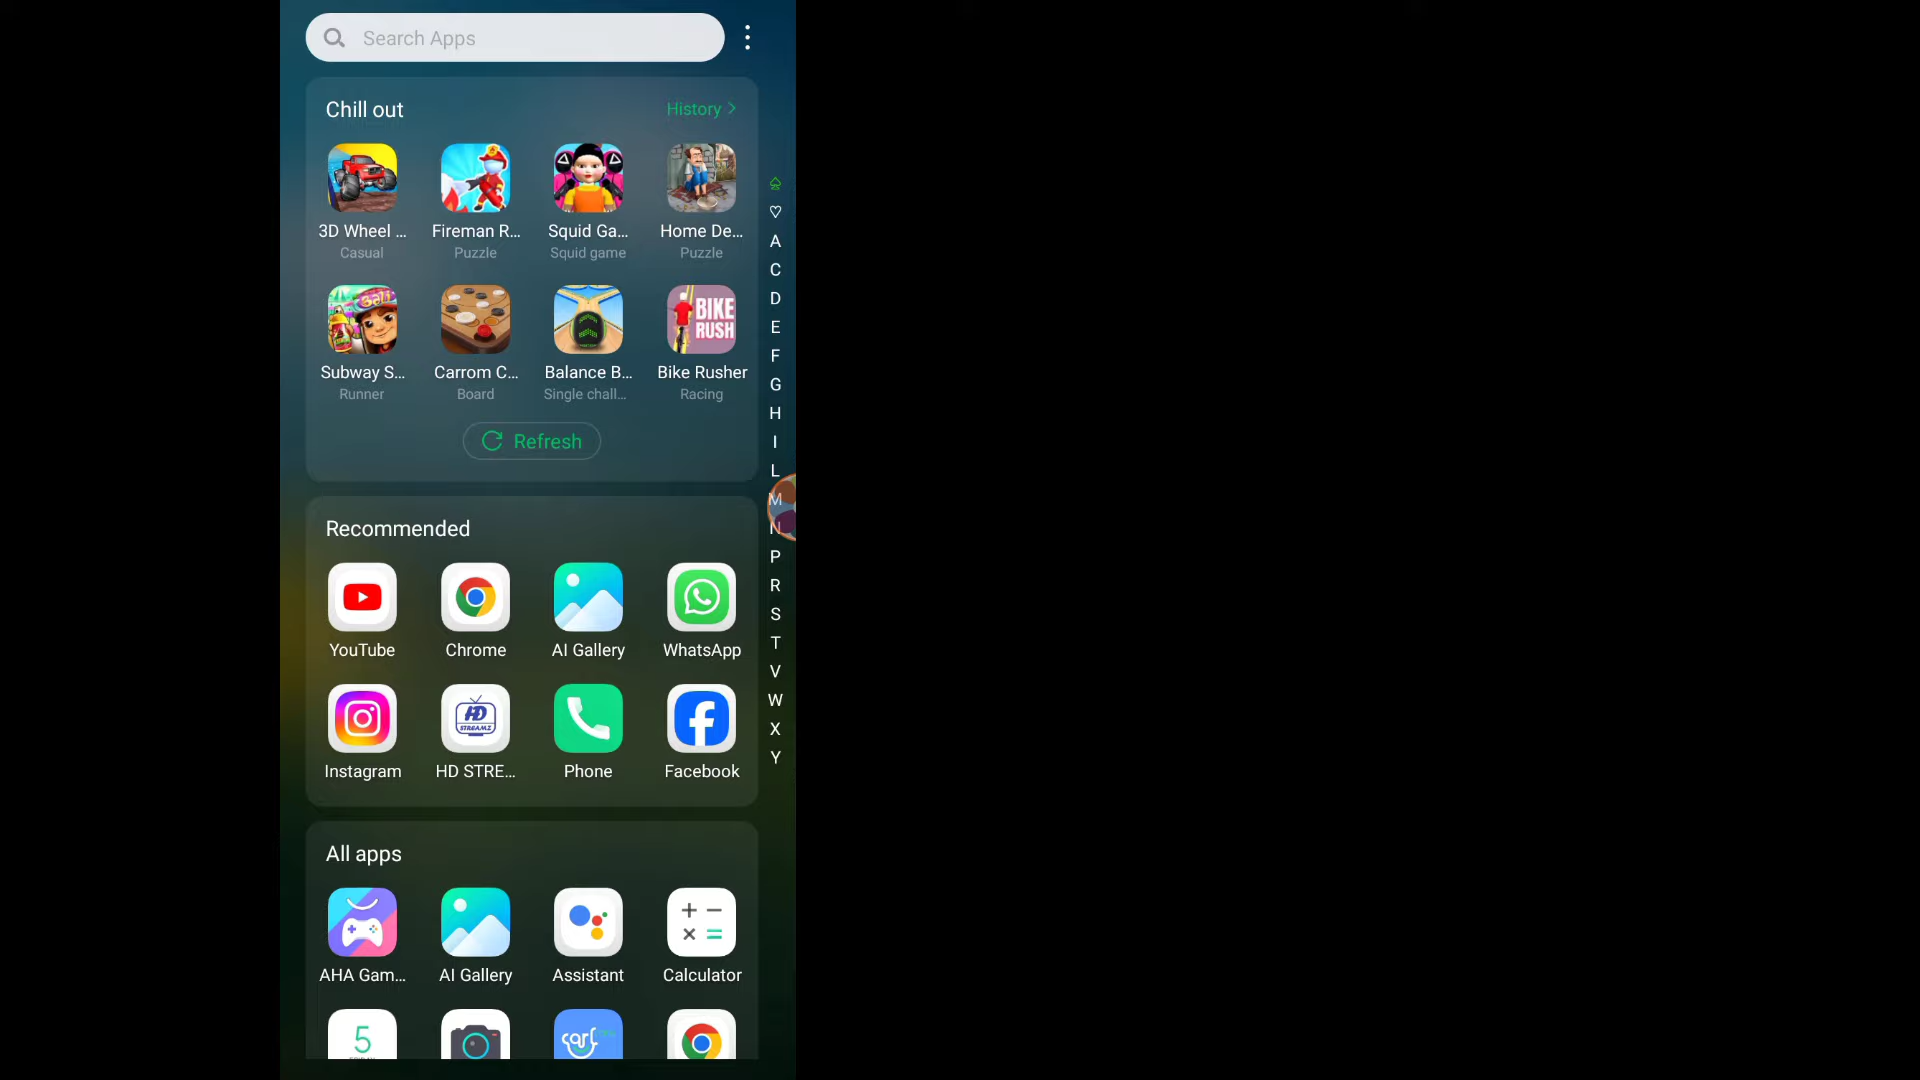 Search Apps
Chill out
History
3D Wheel ...
Fireman R...
Squid Ga...
Home De...
Casual
Puzzle
Squid game
Puzzle
BIKE
RUSH
Subway S...
Carrom C...
Balance B...
Bike Rusher
Runner
Board
Single chall...
Racing
Refresh
Recommended
YouTube
Chrome
AI Gallery
WhatsApp
HD
STREAMZ
Instagram
HD STRE...
Phone
Facebook
All apps
AHA Gam...
AI Gallery
Assistant
Calculator
5
A
C
D
E
F
G
H
I
L
M
N
P
R
S
T
V
W
X
Y